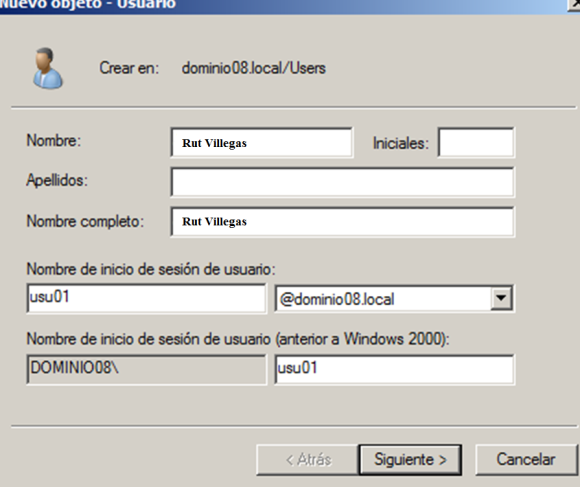 Nuevo objeto - Usuario
Crear en: dominio08.local/Users
Nombre: Rut Villegas Iniciales:
Apellidos:
Nombre completo: Rut Villegas
Nombre de inicio de sesión de usuario:
usu01 @dominio08.local
Nombre de inicio de sesión de usuario (anterior a Windows 2000):
DOMINIO08\ usu01
< Atrás Siguiente > Cancelar